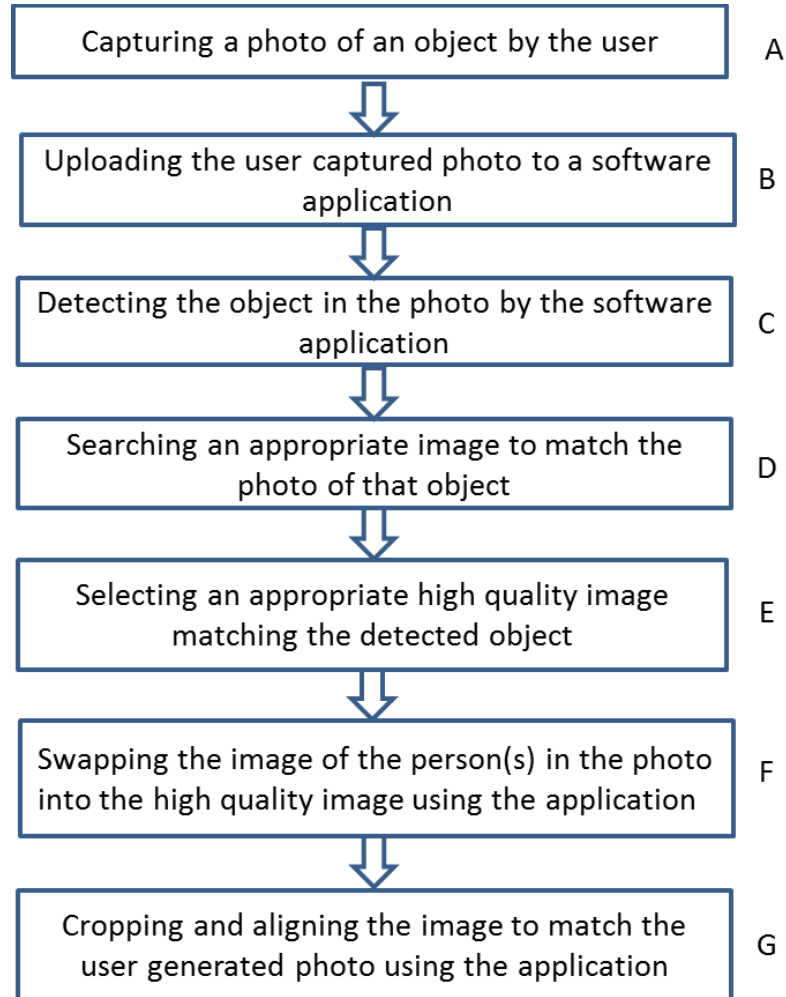 Capturing a photo of an object by the user
A
Uploading the user captured photo to a software
application
B
Detecting the object in the photo by the software
application
C
Searching an appropriate image to match the
photo of that object
D
Selecting an appropriate high quality image
matching the detected object
E
Swapping the image of the person(s) in the photo
into the high quality image using the application
F
Cropping and aligning the image to match the
user generated photo using the application
G